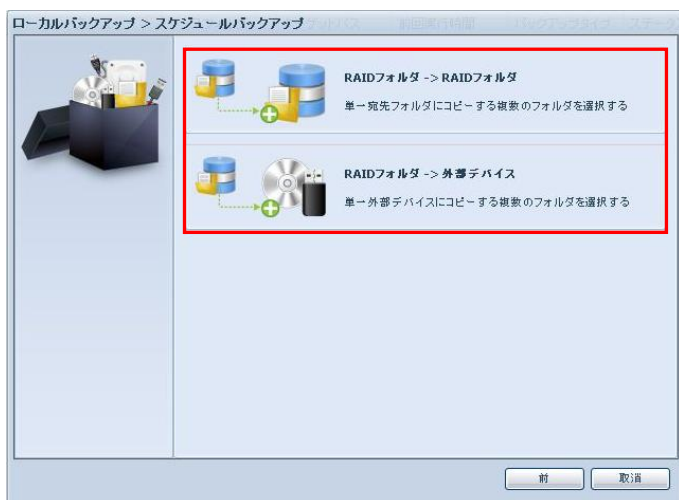 ローカルバックアップ > スケジュールバックアップ
RAIDフォルダ -> RAIDフォルダ
単一宛先フォルダにコピーする複数のフォルダを選択する
RAIDフォルダ -> 外部デバイス
単一外部デバイスにコピーする複数のフォルダを選択する
前
取消